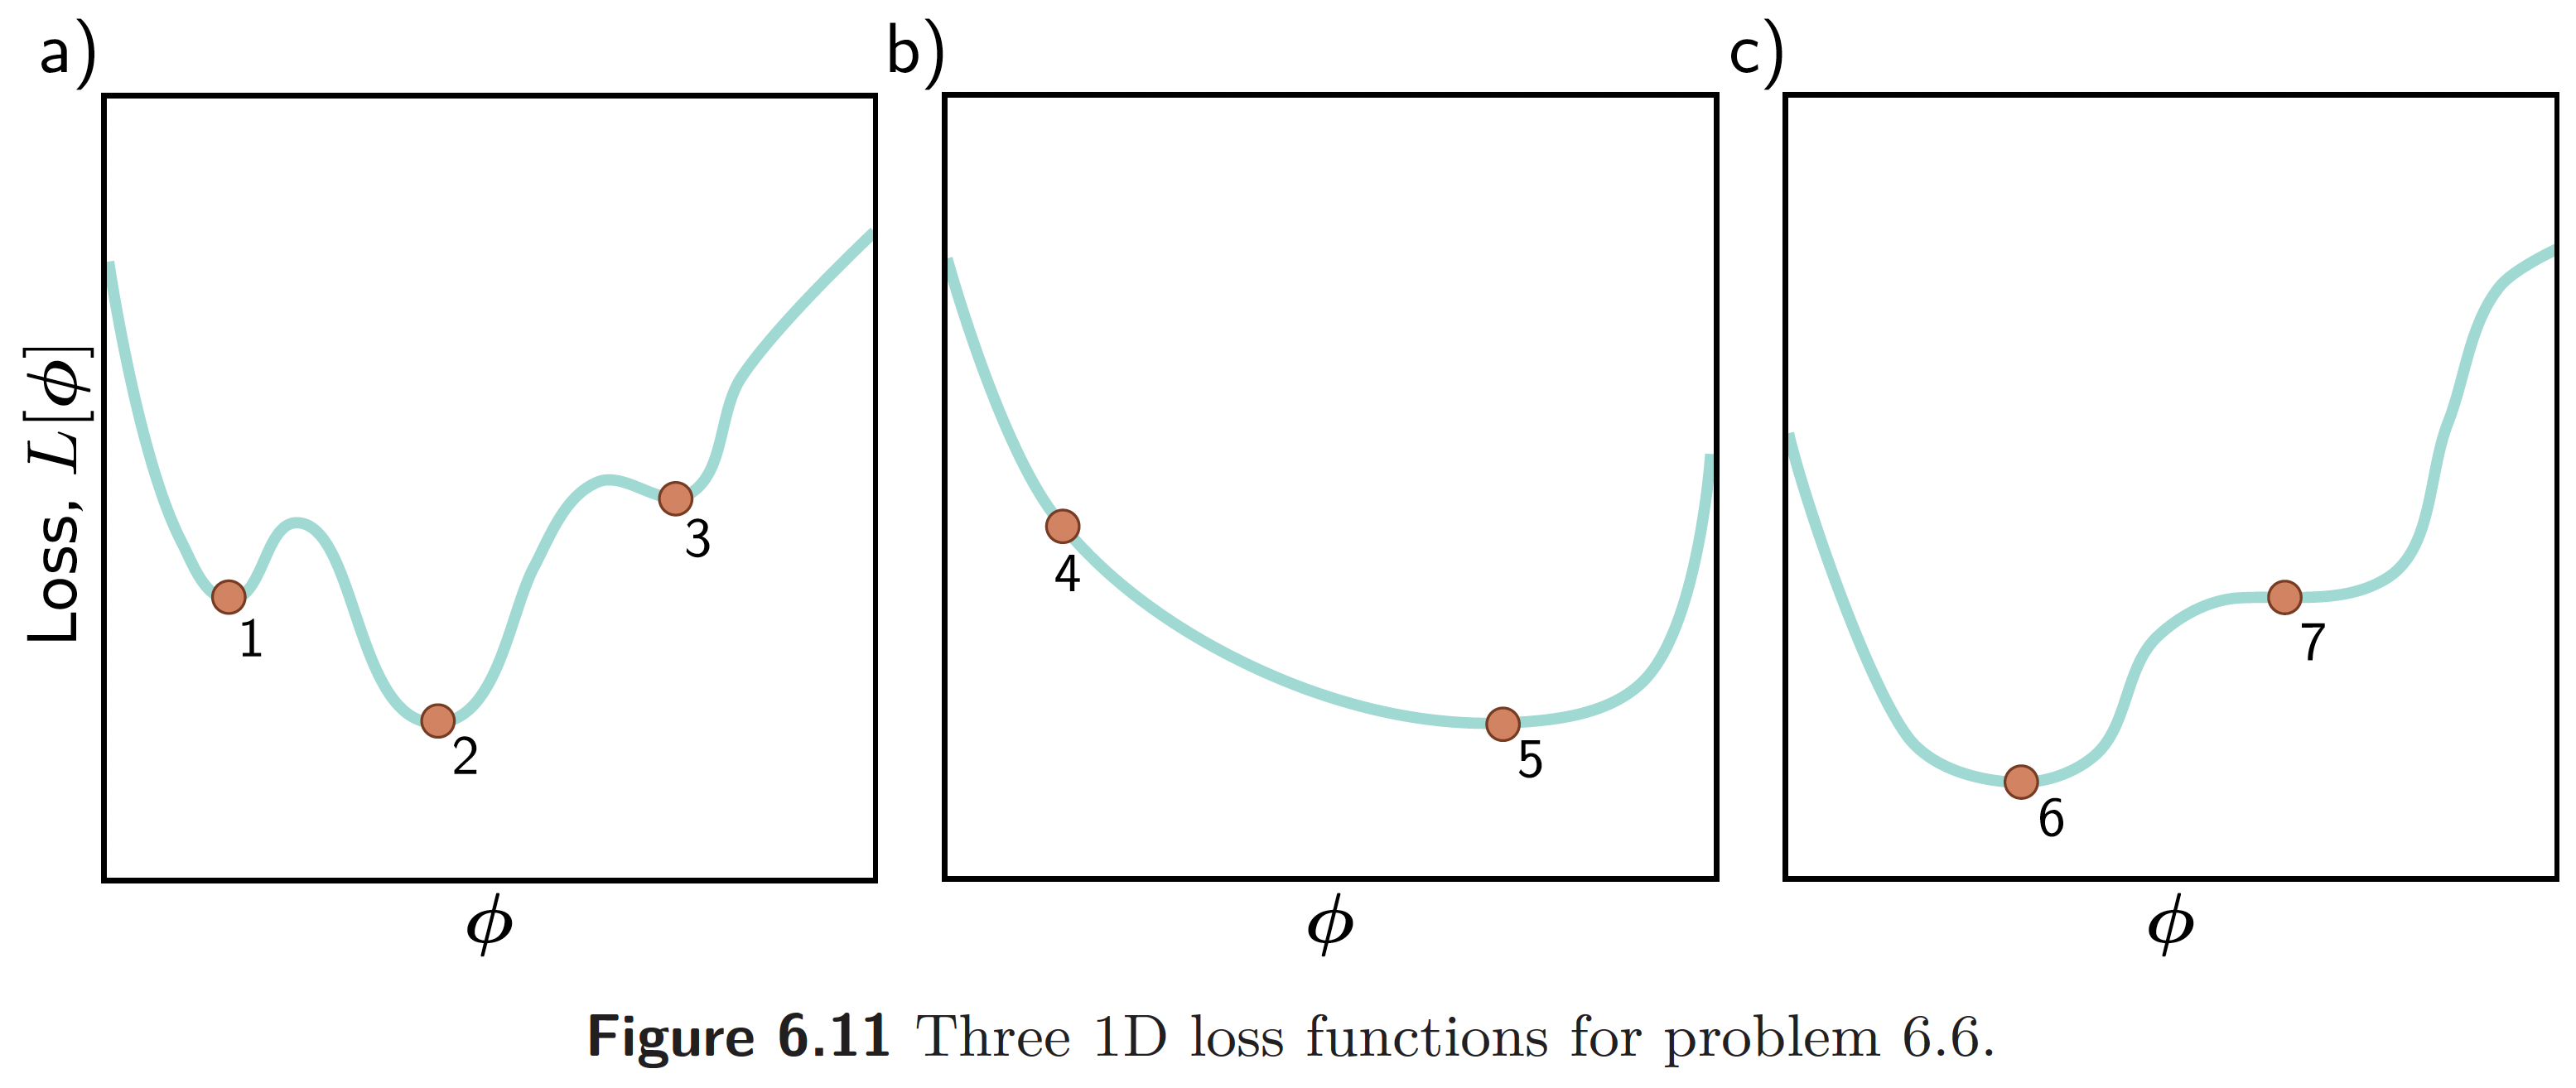 a)
b)
c)
Loss, L[ϕ]
1
2
3
4
5
6
7
ϕ
ϕ
ϕ
Figure 6.11 Three 1D loss functions for problem 6.6.